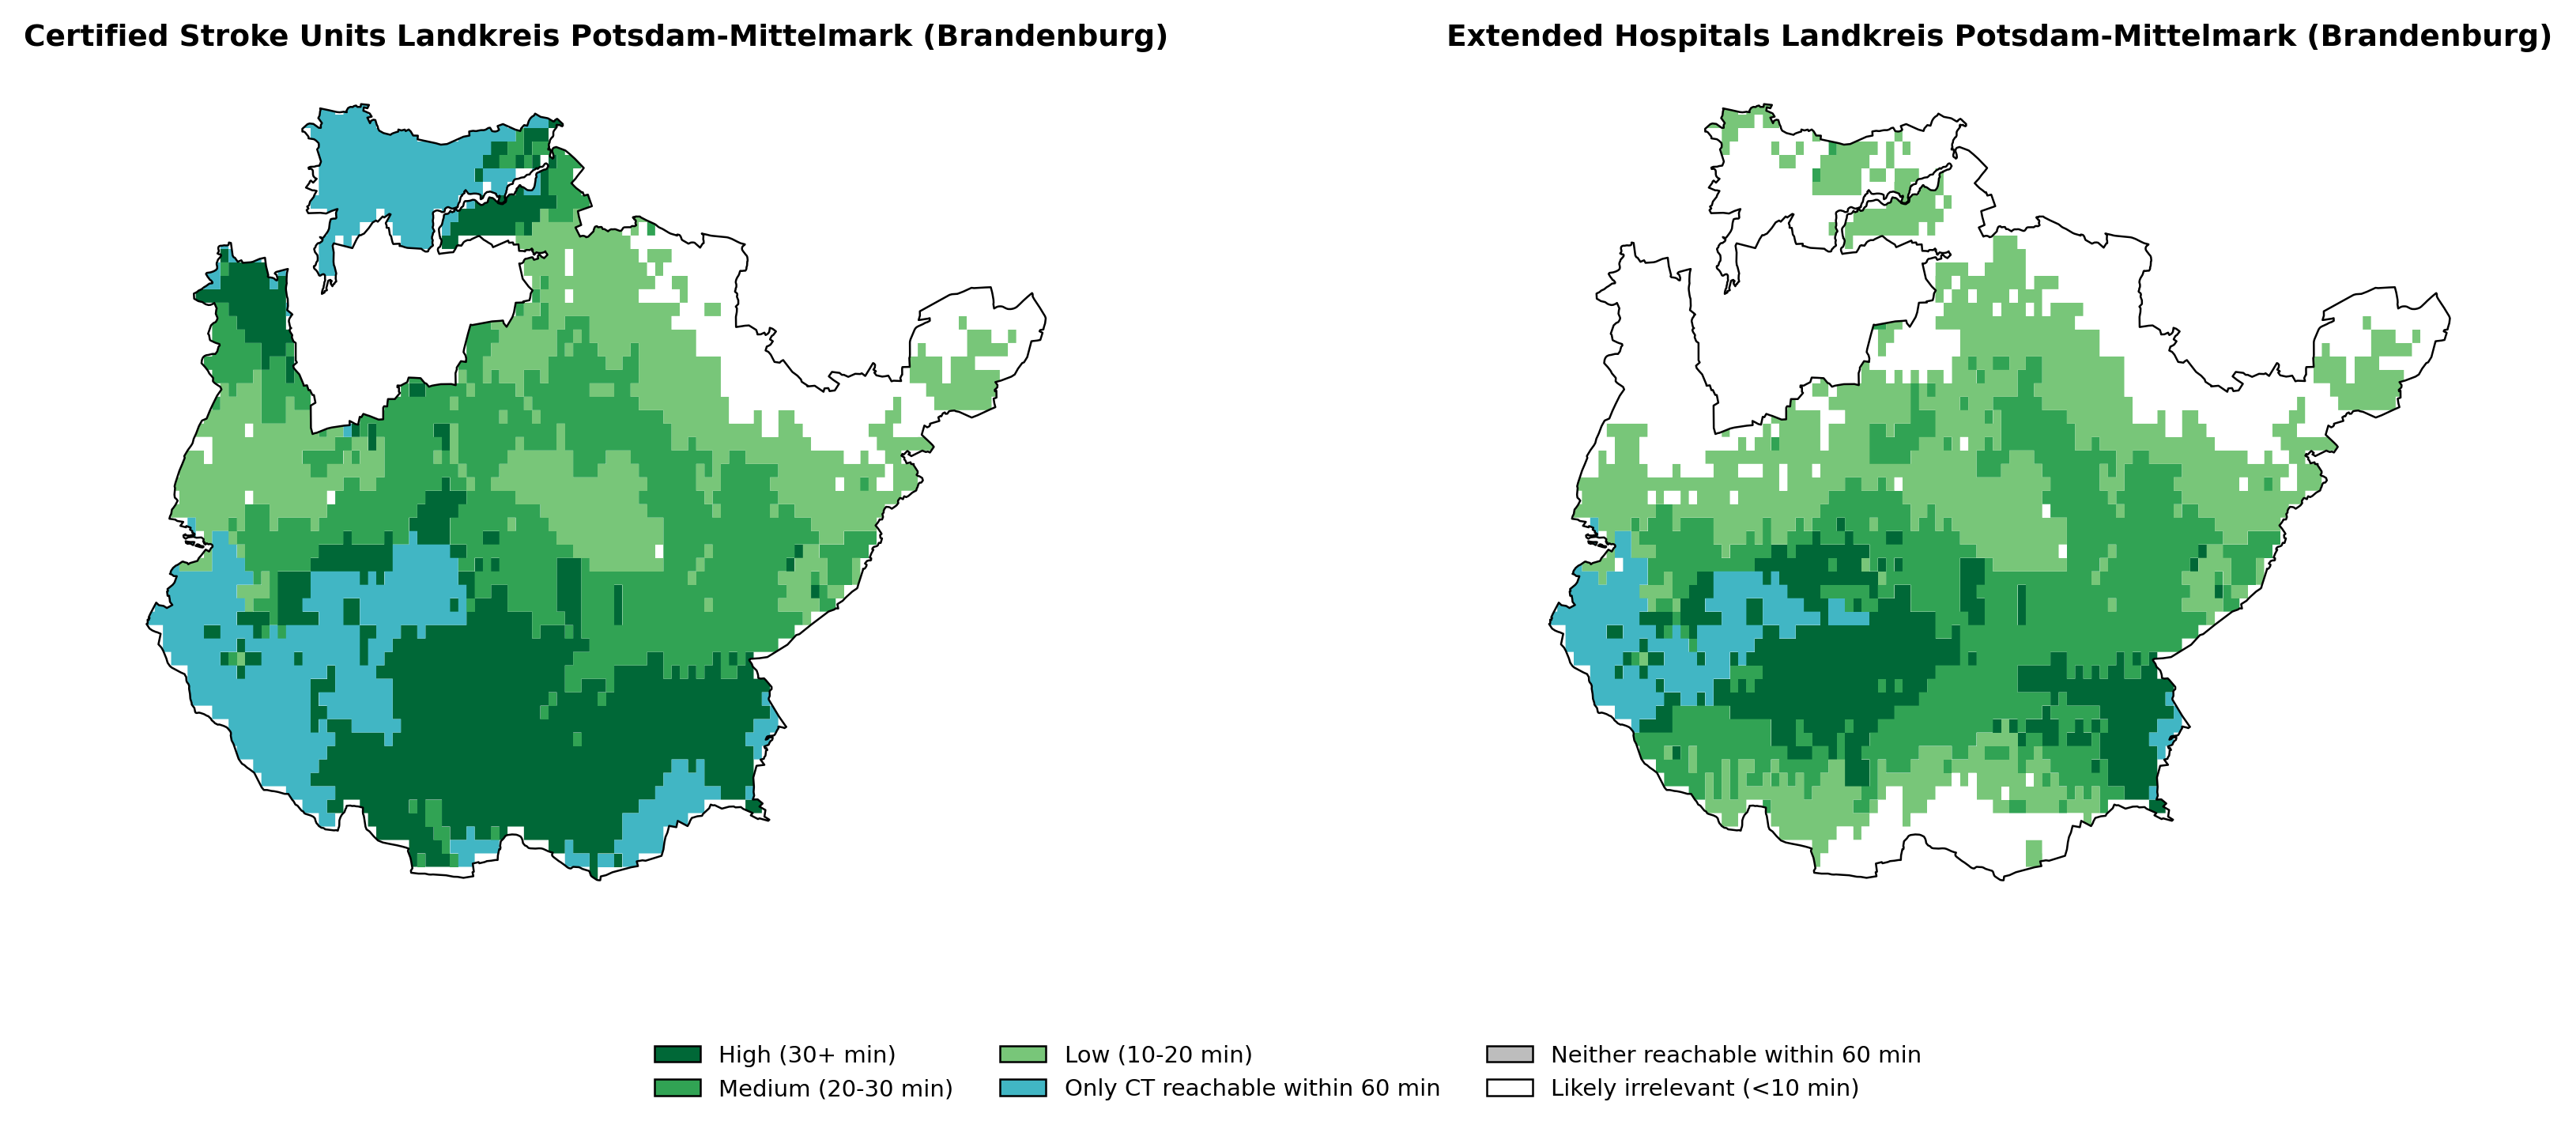 Certified Stroke Units Landkreis Potsdam-Mittelmark (Brandenburg)
Extended Hospitals Landkreis Potsdam-Mittelmark (Brandenburg)
High (30+ min)
Medium (20-30 min)
Low (10-20 min)
Only CT reachable within 60 min
Neither reachable within 60 min
Likely irrelevant (<10 min)